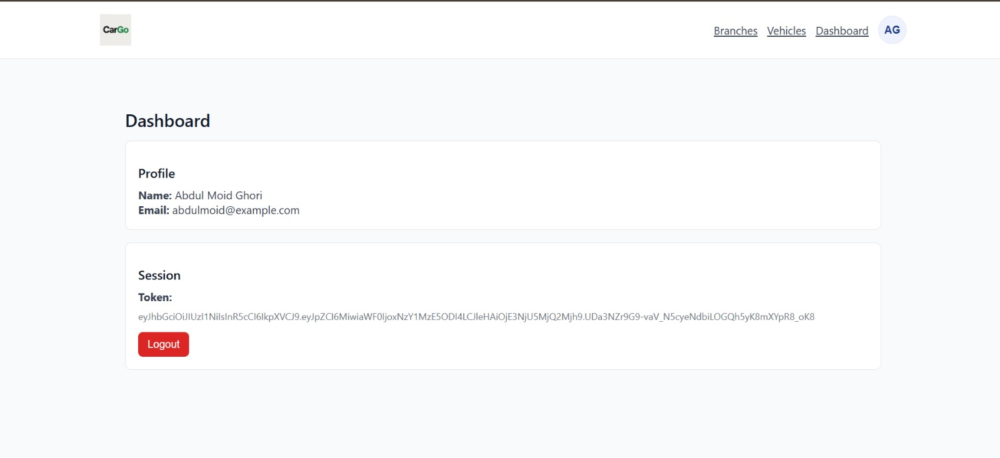 CarGo
Branches Vehicles Dashboard AG
Dashboard
Profile
Name: Abdul Moid Ghori
Email: abdulmoid@example.com
Session
Token:
eyJhbGciOiJIUzI1NiIsInR5cCI6IkpXVCJ9.eyJpZCI6MiwiaWF0IjoxNzY1MzE5ODI4LCJleHAiOjE3NjU5MjQ2Mjh9.UDa3NZr9G9-vaV_N5cyeNdbiLOGQh5yK8mXYpR8_oK8
Logout